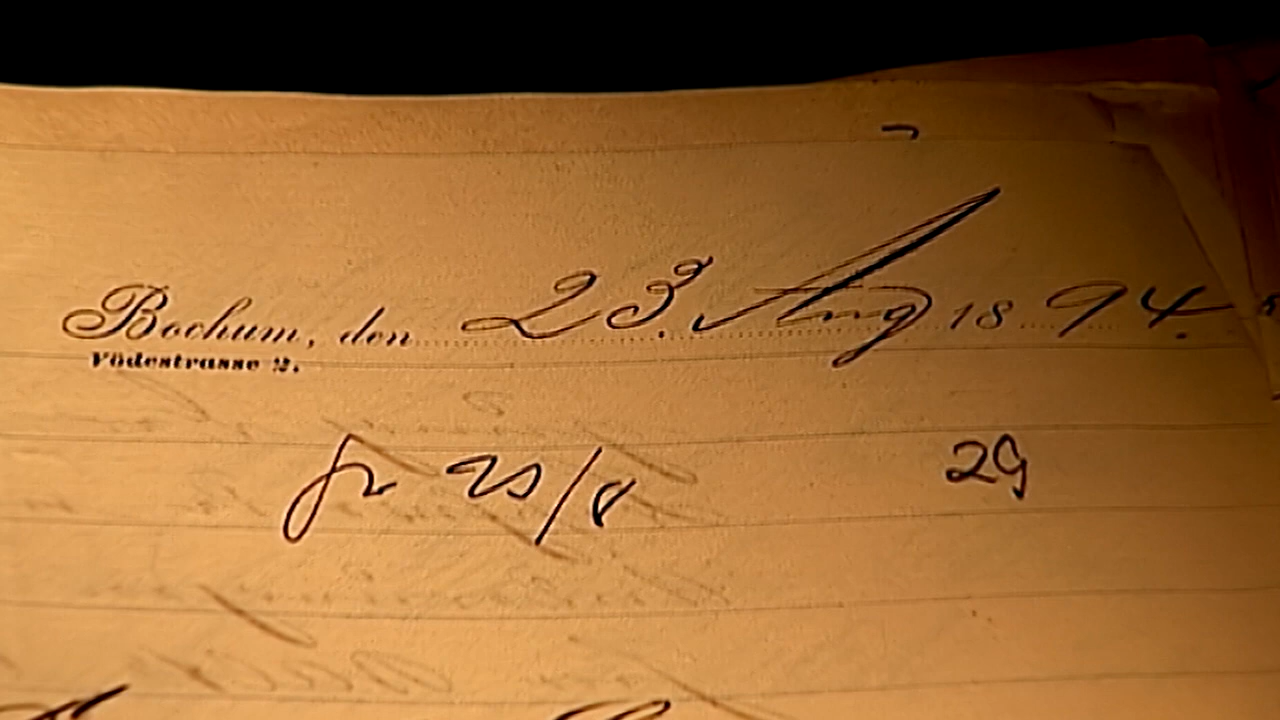 Bochum, den 23. Aug 1894.
Vödestrasse 2.
29